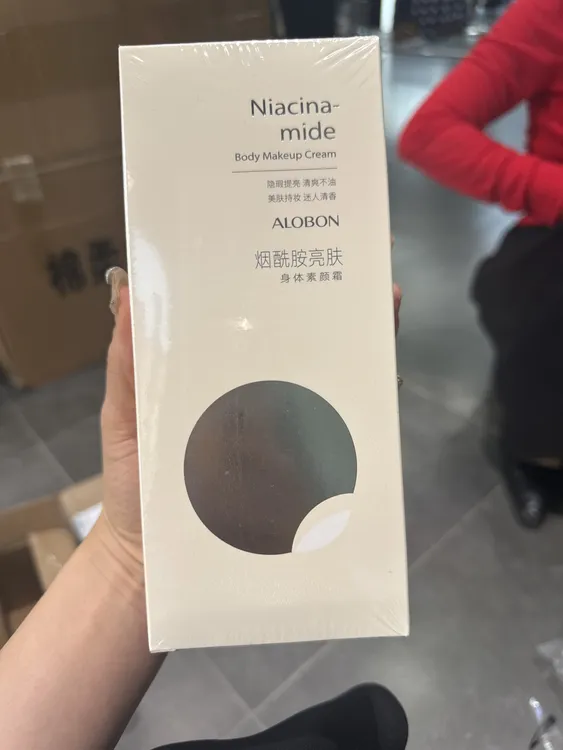 Niacina-
mide
Body Makeup Cream
隐瑕提亮 清爽不油
美肤持妆 迷人清香
ALOBON
烟酰胺亮肤
身体素颜霜